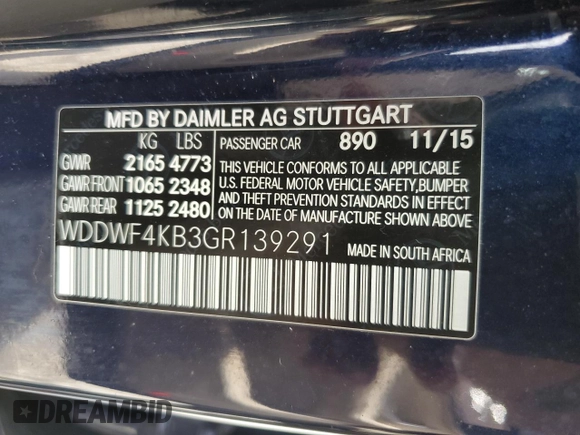 MFD BY DAIMLER AG STUTTGART
KG LBS PASSENGER CAR 890 11/15
GVWR 2165 4773 THIS VEHICLE CONFORMS TO ALL APPLICABLE
GAWR FRONT 1065 2348 U.S. FEDERAL MOTOR VEHICLE SAFETY,BUMPER
GAWR REAR 1125 2480 AND THEFT PREVENTION STANDARDS IN EFFECT
ON THE DATE OF MANUFACTURE SHOWN ABOVE.
WDDWF4KB3GR139291
MADE IN SOUTH AFRICA
DREAMBID